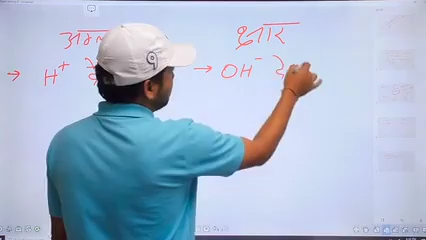 अम्ल क्षार
→ H⁺ दे → OH⁻ दे